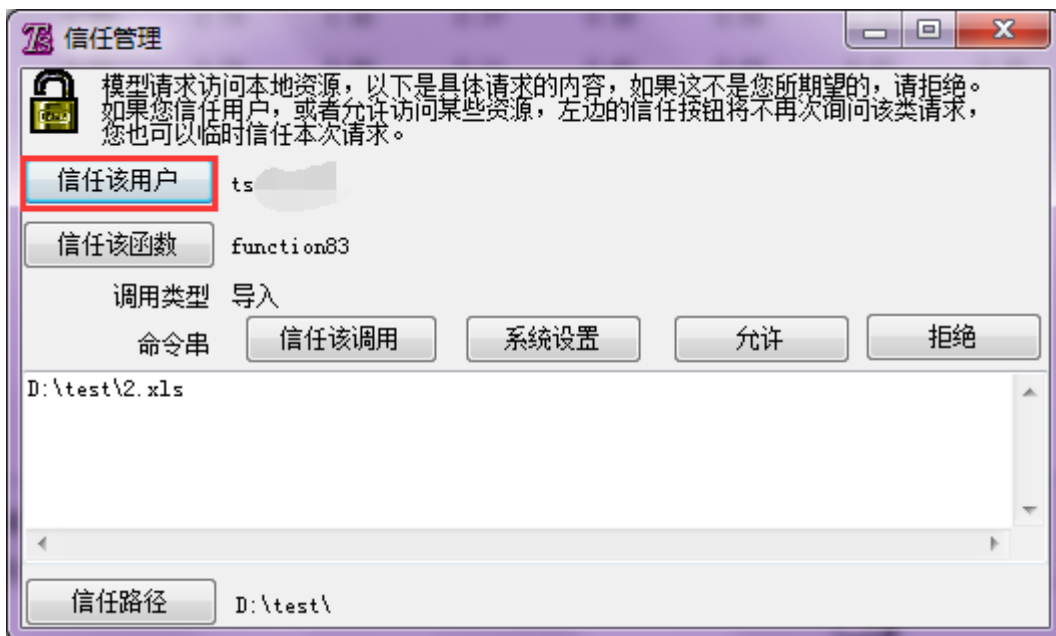 信任管理
模型请求访问本地资源，以下是具体请求的内容，如果这不是您所期望的，请拒绝。
如果您信任用户，或者允许访问某些资源，左边的信任按钮将不再次询问该类请求，
您也可以临时信任本次请求。
信任该用户 ts
信任该函数 function83
调用类型 导入
命令串 信任该调用 系统设置 允许 拒绝
D:\test\2.xls
信任路径 D:\test\